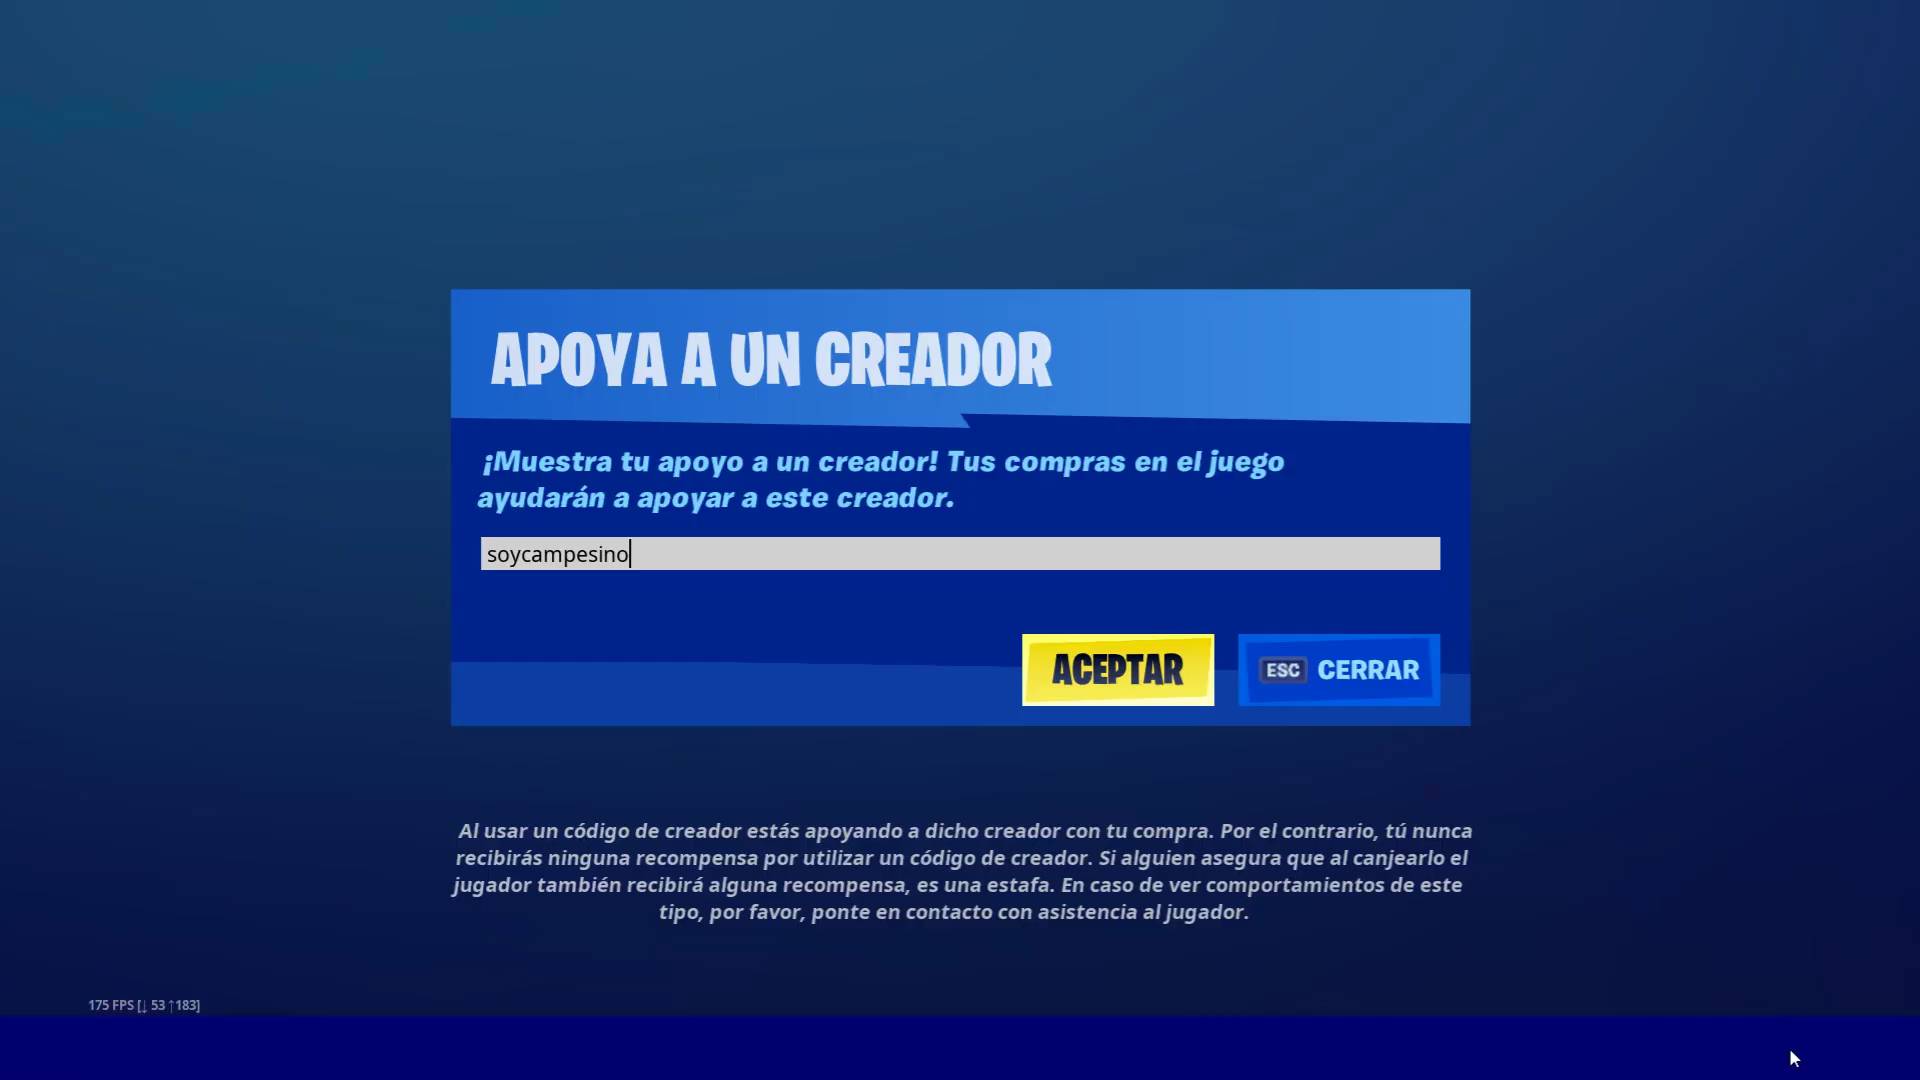 APOYA A UN CREADOR
¡Muestra tu apoyo a un creador! Tus compras en el juego
ayudarán a apoyar a este creador.
soycampesino
ACEPTAR
ESC CERRAR
Al usar un código de creador estás apoyando a dicho creador con tu compra. Por el contrario, tú nunca
recibirás ninguna recompensa por utilizar un código de creador. Si alguien asegura que al canjearlo el
jugador también recibirá alguna recompensa, es una estafa. En caso de ver comportamientos de este
tipo, por favor, ponte en contacto con asistencia al jugador.
175 FPS [↓ 53 ↑183]